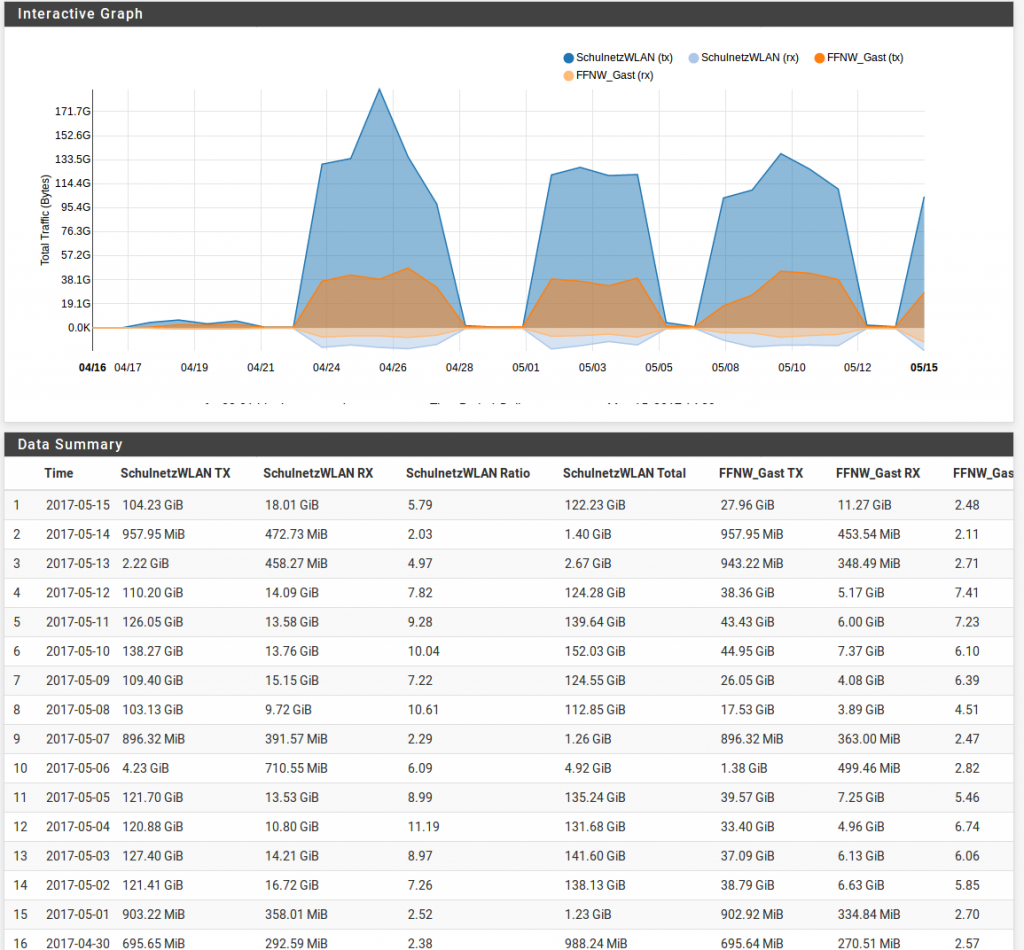 Interactive Graph
SchulnetzWLAN (tx) SchulnetzWLAN (rx) FFNW_Gast (tx)
FFNW_Gast (rx)
Total Traffic (Bytes)
171.7G
152.6G
133.5G
114.4G
95.4G
76.3G
57.2G
38.1G
19.1G
0.0K
04/16 04/17 04/19 04/21 04/24 04/26 04/28 05/01 05/03 05/05 05/08 05/10 05/12 05/15
Data Summary
Time SchulnetzWLAN TX SchulnetzWLAN RX SchulnetzWLAN Ratio SchulnetzWLAN Total FFNW_Gast TX FFNW_Gast RX FFNW_Gas
1 2017-05-15 104.23 GiB 18.01 GiB 5.79 122.23 GiB 27.96 GiB 11.27 GiB 2.48
2 2017-05-14 957.95 MiB 472.73 MiB 2.03 1.40 GiB 957.95 MiB 453.54 MiB 2.11
3 2017-05-13 2.22 GiB 458.27 MiB 4.97 2.67 GiB 943.22 MiB 348.49 MiB 2.71
4 2017-05-12 110.20 GiB 14.09 GiB 7.82 124.28 GiB 38.36 GiB 5.17 GiB 7.41
5 2017-05-11 126.05 GiB 13.58 GiB 9.28 139.64 GiB 43.43 GiB 6.00 GiB 7.23
6 2017-05-10 138.27 GiB 13.76 GiB 10.04 152.03 GiB 44.95 GiB 7.37 GiB 6.10
7 2017-05-09 109.40 GiB 15.15 GiB 7.22 124.55 GiB 26.05 GiB 4.08 GiB 6.39
8 2017-05-08 103.13 GiB 9.72 GiB 10.61 112.85 GiB 17.53 GiB 3.89 GiB 4.51
9 2017-05-07 896.32 MiB 391.57 MiB 2.29 1.26 GiB 896.32 MiB 363.00 MiB 2.47
10 2017-05-06 4.23 GiB 710.55 MiB 6.09 4.92 GiB 1.38 GiB 499.46 MiB 2.82
11 2017-05-05 121.70 GiB 13.53 GiB 8.99 135.24 GiB 39.57 GiB 7.25 GiB 5.46
12 2017-05-04 120.88 GiB 10.80 GiB 11.19 131.68 GiB 33.40 GiB 4.96 GiB 6.74
13 2017-05-03 127.40 GiB 14.21 GiB 8.97 141.60 GiB 37.09 GiB 6.13 GiB 6.06
14 2017-05-02 121.41 GiB 16.72 GiB 7.26 138.13 GiB 38.79 GiB 6.63 GiB 5.85
15 2017-05-01 903.22 MiB 358.01 MiB 2.52 1.23 GiB 902.92 MiB 334.84 MiB 2.70
16 2017-04-30 695.65 MiB 292.59 MiB 2.38 988.24 MiB 695.64 MiB 270.51 MiB 2.57